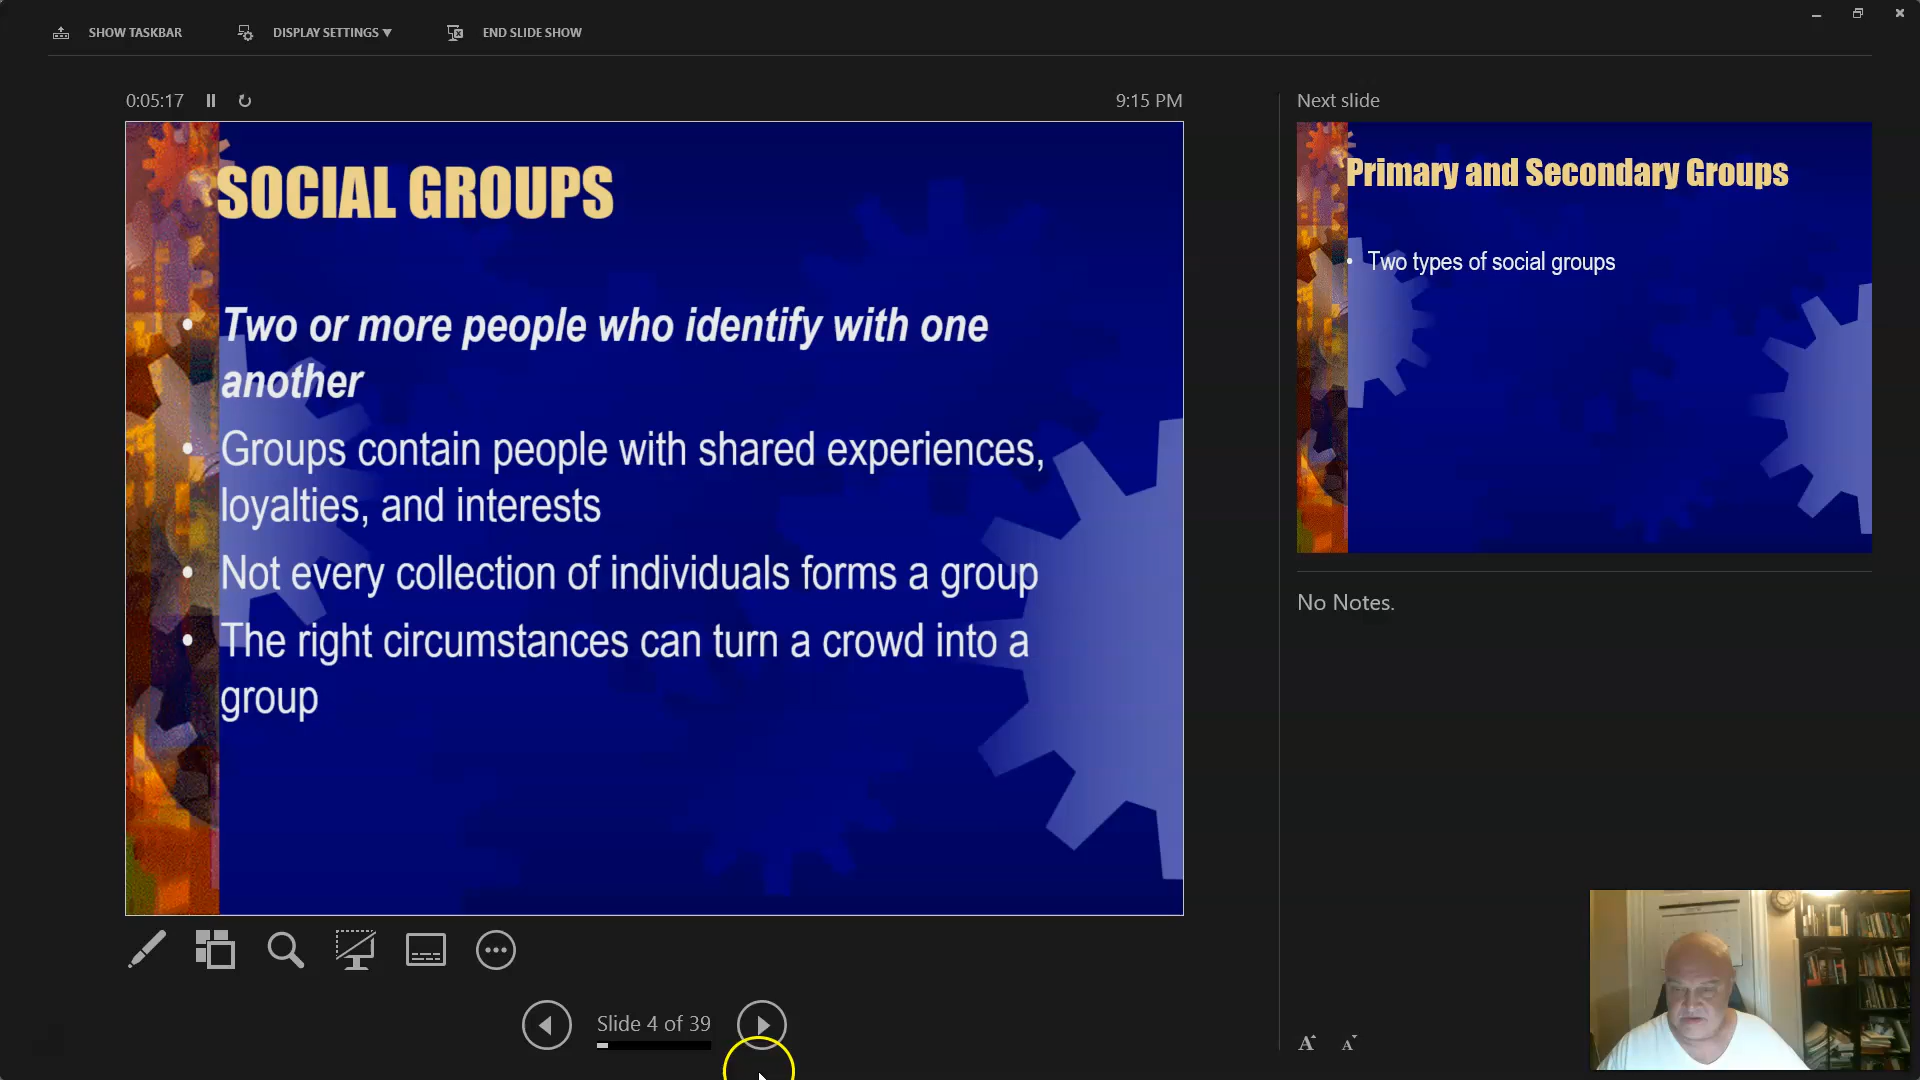 SHOW TASKBAR
DISPLAY SETTINGS ▼
END SLIDE SHOW
0:05:17
9:15 PM
Next slide
SOCIAL GROUPS
• Two or more people who identify with one
another
• Groups contain people with shared experiences,
loyalties, and interests
• Not every collection of individuals forms a group
• The right circumstances can turn a crowd into a
group
Primary and Secondary Groups
• Two types of social groups
No Notes.
Slide 4 of 39
A
A